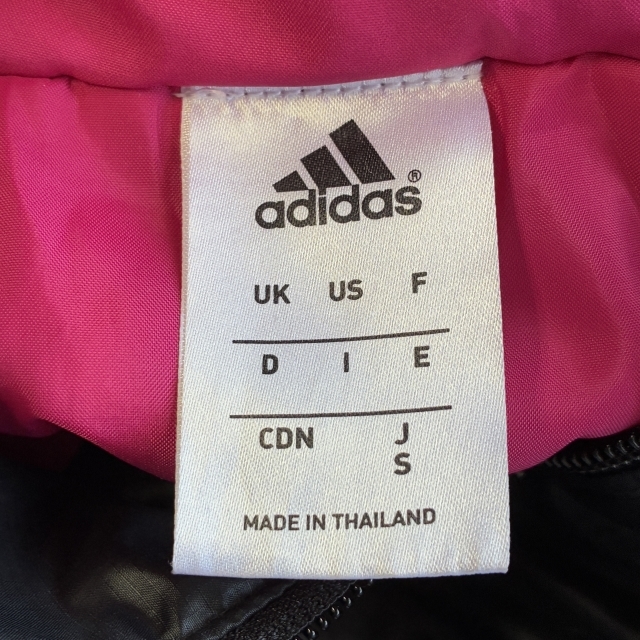 adidas®
UK US F
D I E
CDN J
S
MADE IN THAILAND